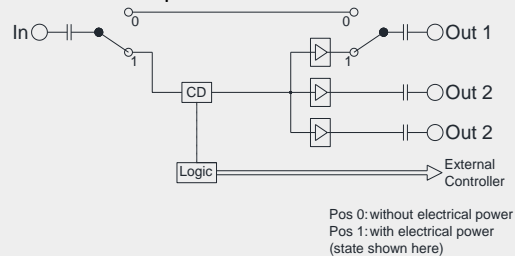 0
0
In
Out 1
1
1
CD
Out 2
Out 2
Logic
External
Controller
Pos 0: without electrical power
Pos 1: with electrical power
(state shown here)